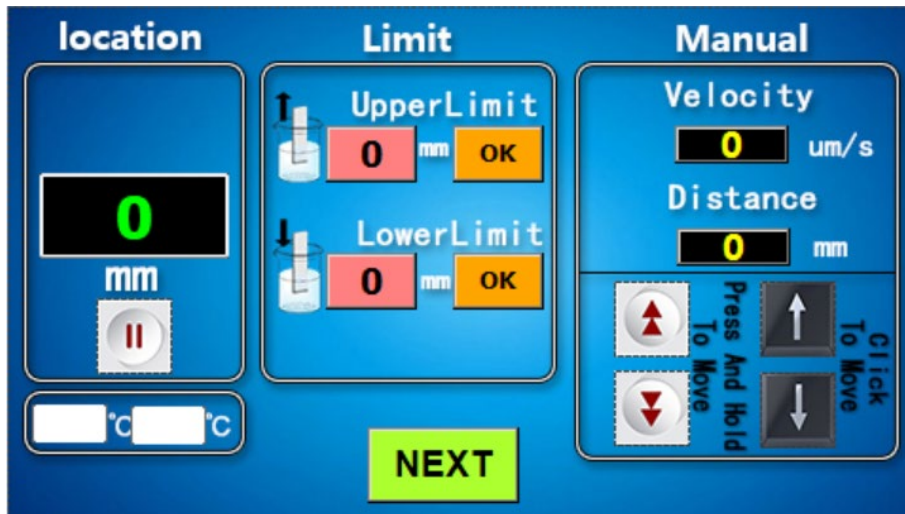 location
0
mm
°C
°C
Limit
UpperLimit
0 mm OK
LowerLimit
0 mm OK
NEXT
Manual
Velocity
0 um/s
Distance
0 mm
Press And Hold
To Move
Click
To Move